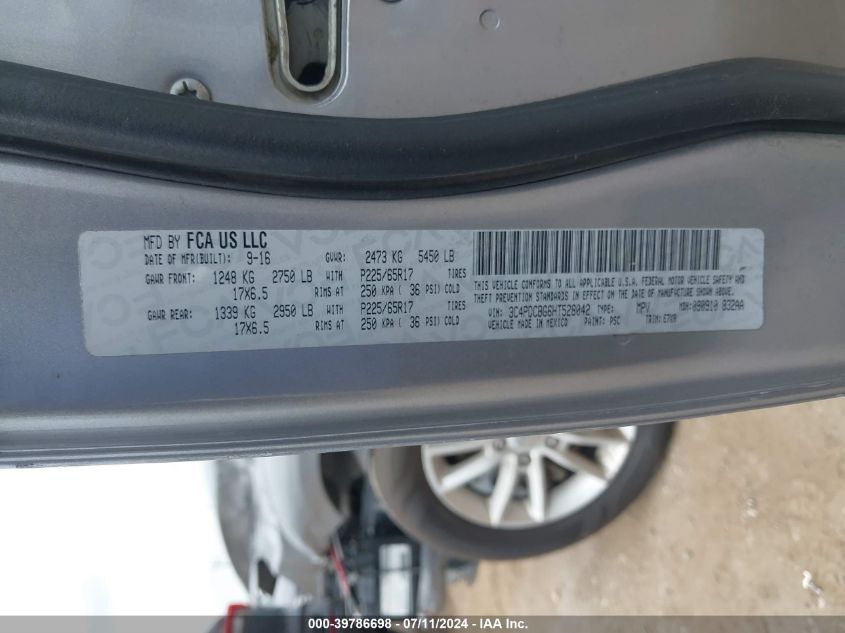 MFD BY FCA US LLC
DATE OF MFR(BUILT): 9-16 GVWR: 2473 KG 5450 LB
GAWR FRONT: 1248 KG 2750 LB WITH P225/65R17 TIRES
17X6.5 RIMS AT 250 KPA ( 36 PSI) COLD
GAWR REAR: 1339 KG 2950 LB WITH P225/65R17 TIRES
17X6.5 RIMS AT 250 KPA ( 36 PSI) COLD
THIS VEHICLE CONFORMS TO ALL APPLICABLE U.S.A. FEDERAL MOTOR VEHICLE SAFETY AND
THEFT PREVENTION STANDARDS IN EFFECT ON THE DATE OF MANUFACTURE SHOWN ABOVE.
VIN: 3C4PDCBG6HT528042 TYPE: MPV MDH: 090910 032AA
VEHICLE MADE IN MEXICO PAINT: PSC TRIM:
000-39786698 - 07/11/2024 - IAA Inc.